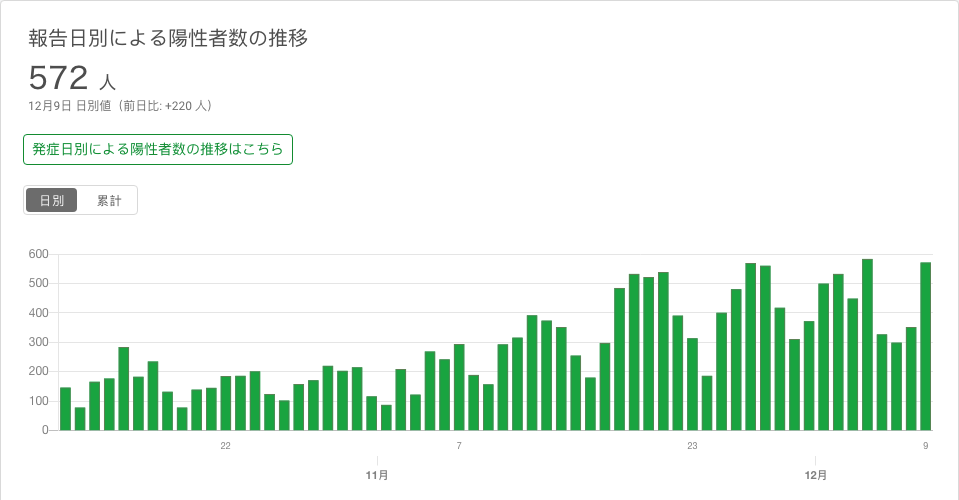 報告日別による陽性者数の推移
572 人
12月9日 日別値（前日比: +220 人）
発症日別による陽性者数の推移はこちら
日別 累計
600
500
400
300
200
100
0
22 7 23 9
11月 12月